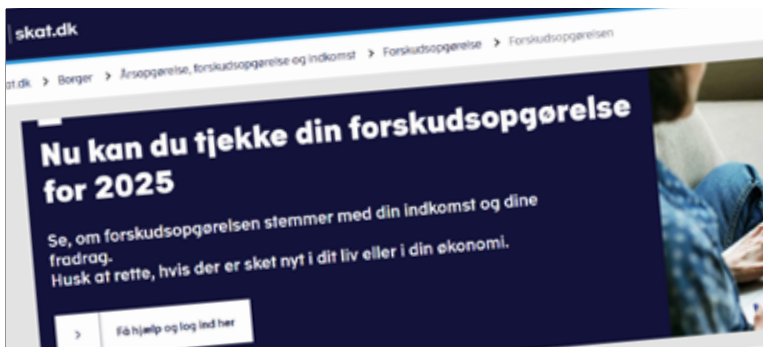 skat.dk
at.dk > Borger > Årsopgørelse, forskudsopgørelse og indkomst > Forskudsopgørelse > Forskudsopgørelsen
Nu kan du tjekke din forskudsopgørelse
for 2025
Se, om forskudsopgørelsen stemmer med din indkomst og dine
fradrag.
Husk at rette, hvis der er sket nyt i dit liv eller i din økonomi.
> Få hjælp og log ind her